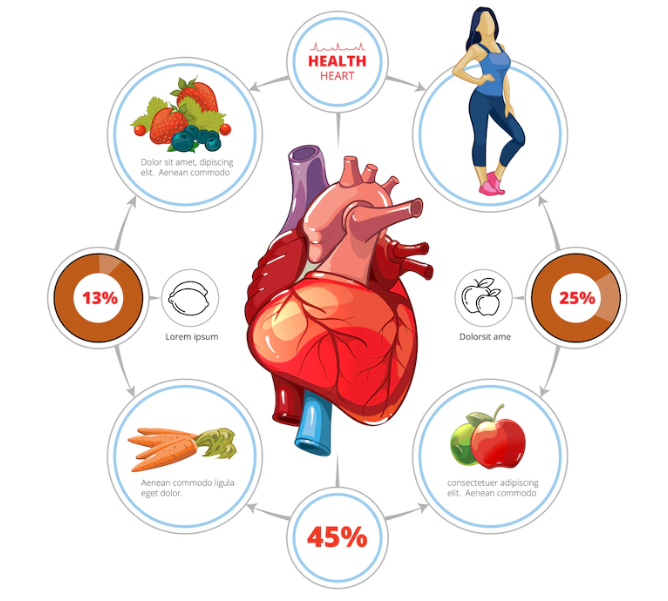 HEALTH
HEART
Dolor sit amet, dipiscing
elit. Aenean commodo
13%
Lorem ipsum
Dolorsit ame
25%
Aenean commodo ligula
eget dolor.
consectetuer adipiscing
elit. Aenean commodo
45%